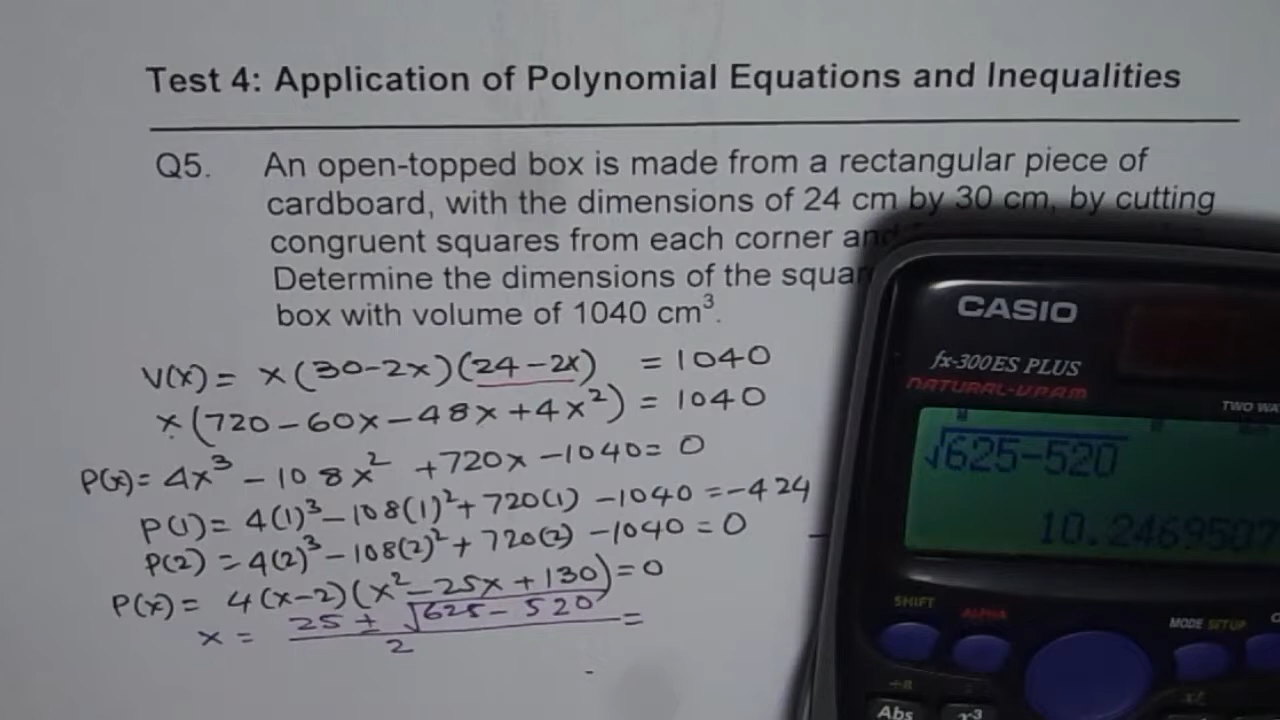 Test 4: Application of Polynomial Equations and Inequalities
Q5. An open-topped box is made from a rectangular piece of
cardboard, with the dimensions of 24 cm by 30 cm, by cutting
congruent squares from each corner and
Determine the dimensions of the
box with volume of 1040 cm³.
V(x) = x(30-2x)(24-2x) = 1040
x(720-60x-48x+4x²) = 1040
P(x) = 4x³ - 108x² + 720x - 1040 = 0
P(1) = 4(1)³ - 108(1)² + 720(1) - 1040 = -424
P(2) = 4(2)³ - 108(2)² + 720(2) - 1040 = 0
P(x) = 4(x-2)(x² - 25x + 130) = 0
x = 25 ± √625 - 520 =
2
CASIO
fx-300ES PLUS
NATURAL-V.P.A.M.
TWO
√625-520
10.2469507
SHIFT
ALPHA
MODE SETUP
Abs
x³